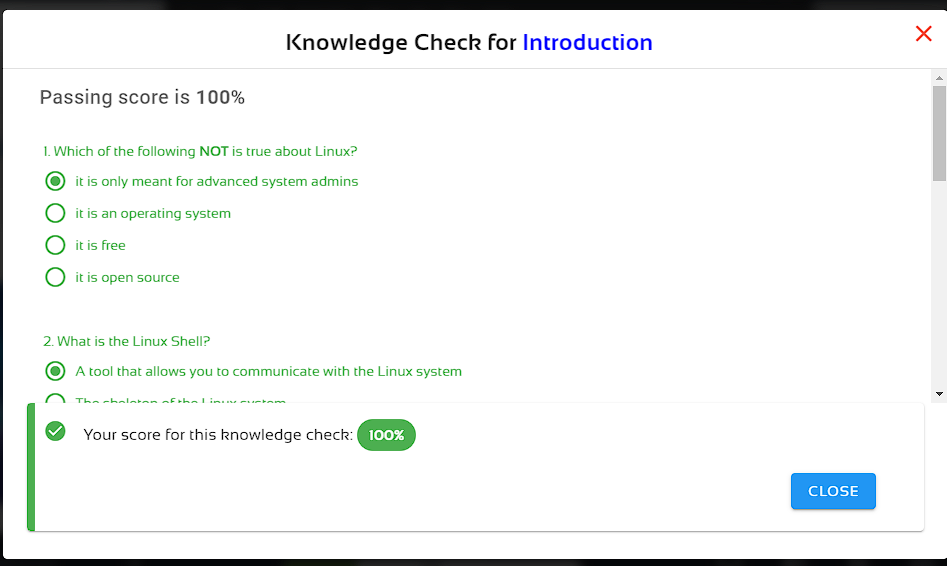 Knowledge Check for Introduction
Passing score is 100%
1. Which of the following NOT is true about Linux?
it is only meant for advanced system admins
it is an operating system
it is free
it is open source
2. What is the Linux Shell?
A tool that allows you to communicate with the Linux system
The skeleton of the Linux system
Your score for this knowledge check: 100%
CLOSE